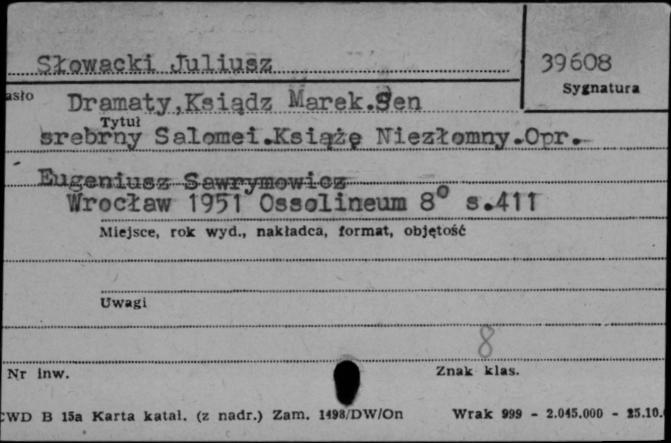 Słowacki Juliusz
39608
Sygnatura
asło
Dramaty,Ksiądz Marek.Sen
Tytuł
srebrny Salomei.Książę Niezłomny.Opr.
Eugeniusz Sawrymowicz
Wrocław 1951 Ossolineum 8° s.411
Miejsce, rok wyd., nakładca, format, objętość
Uwagi
8
Nr inw.
Znak klas.
CWD B 15a Karta katal. (z nadr.) Zam. 1498/DW/On Wrak 999 - 2.045.000 - 25.10.